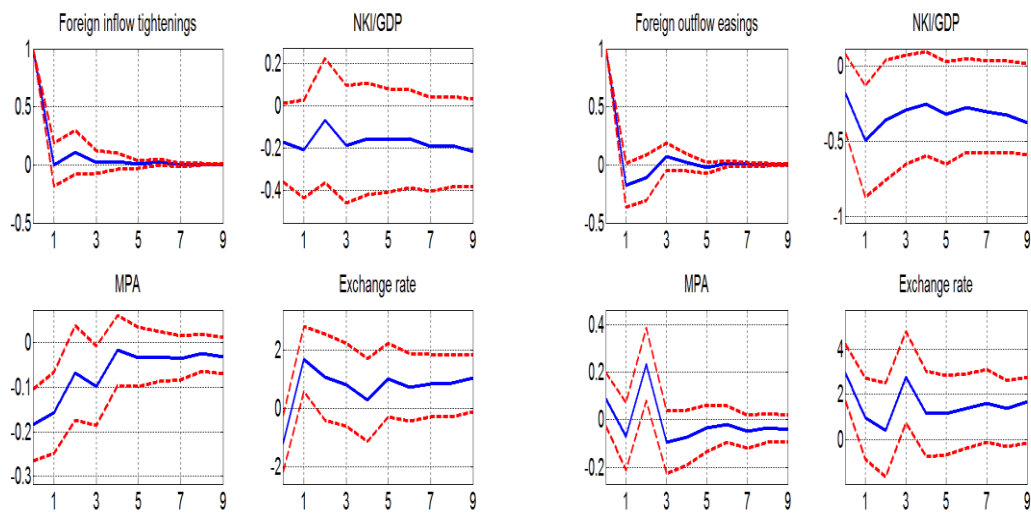 Foreign inflow tightenings
1
0.5
0
-0.5
1 3 5 7 9
NKI/GDP
0.2
0
-0.2
-0.4
1 3 5 7 9
Foreign outflow easings
1
0.5
0
-0.5
1 3 5 7 9
NKI/GDP
0
-0.5
-1
1 3 5 7 9
MPA
0
-0.1
-0.2
-0.3
1 3 5 7 9
Exchange rate
2
0
-2
1 3 5 7 9
MPA
0.4
0.2
0
-0.2
1 3 5 7 9
Exchange rate
4
2
0
1 3 5 7 9